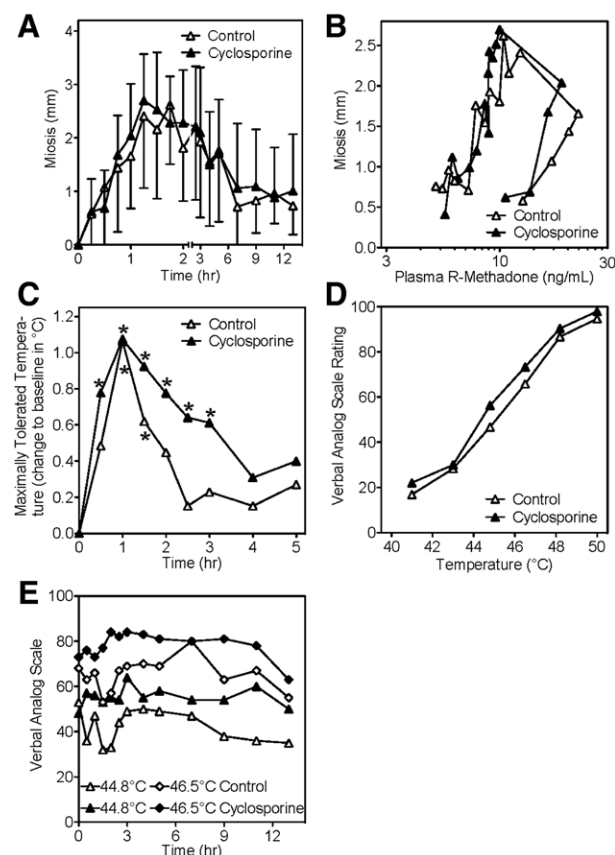 A
Miosis (mm)
4
3
2
1
0
Control
Cyclosporine
0 1 2 3 6 9 12
Time (hr)
B
Miosis (mm)
2.5
2.0
1.5
1.0
0.5
0.0
Control
Cyclosporine
3 10 30
Plasma R-Methadone (ng/mL)
C
Maximally Tolerated Tempera-
ture (change to baseline in °C)
1.2
1.0
0.8
0.6
0.4
0.2
0.0
Control
Cyclosporine
* * * * * * * *
0 1 2 3 4 5
Time (hr)
D
Verbal Analog Scale Rating
100
80
60
40
20
0
Control
Cyclosporine
40 42 44 46 48 50
Temperature (°C)
E
Verbal Analog Scale
100
80
60
40
20
0
44.8°C 46.5°C Control
44.8°C 46.5°C Cyclosporine
0 3 6 9 12
Time (hr)